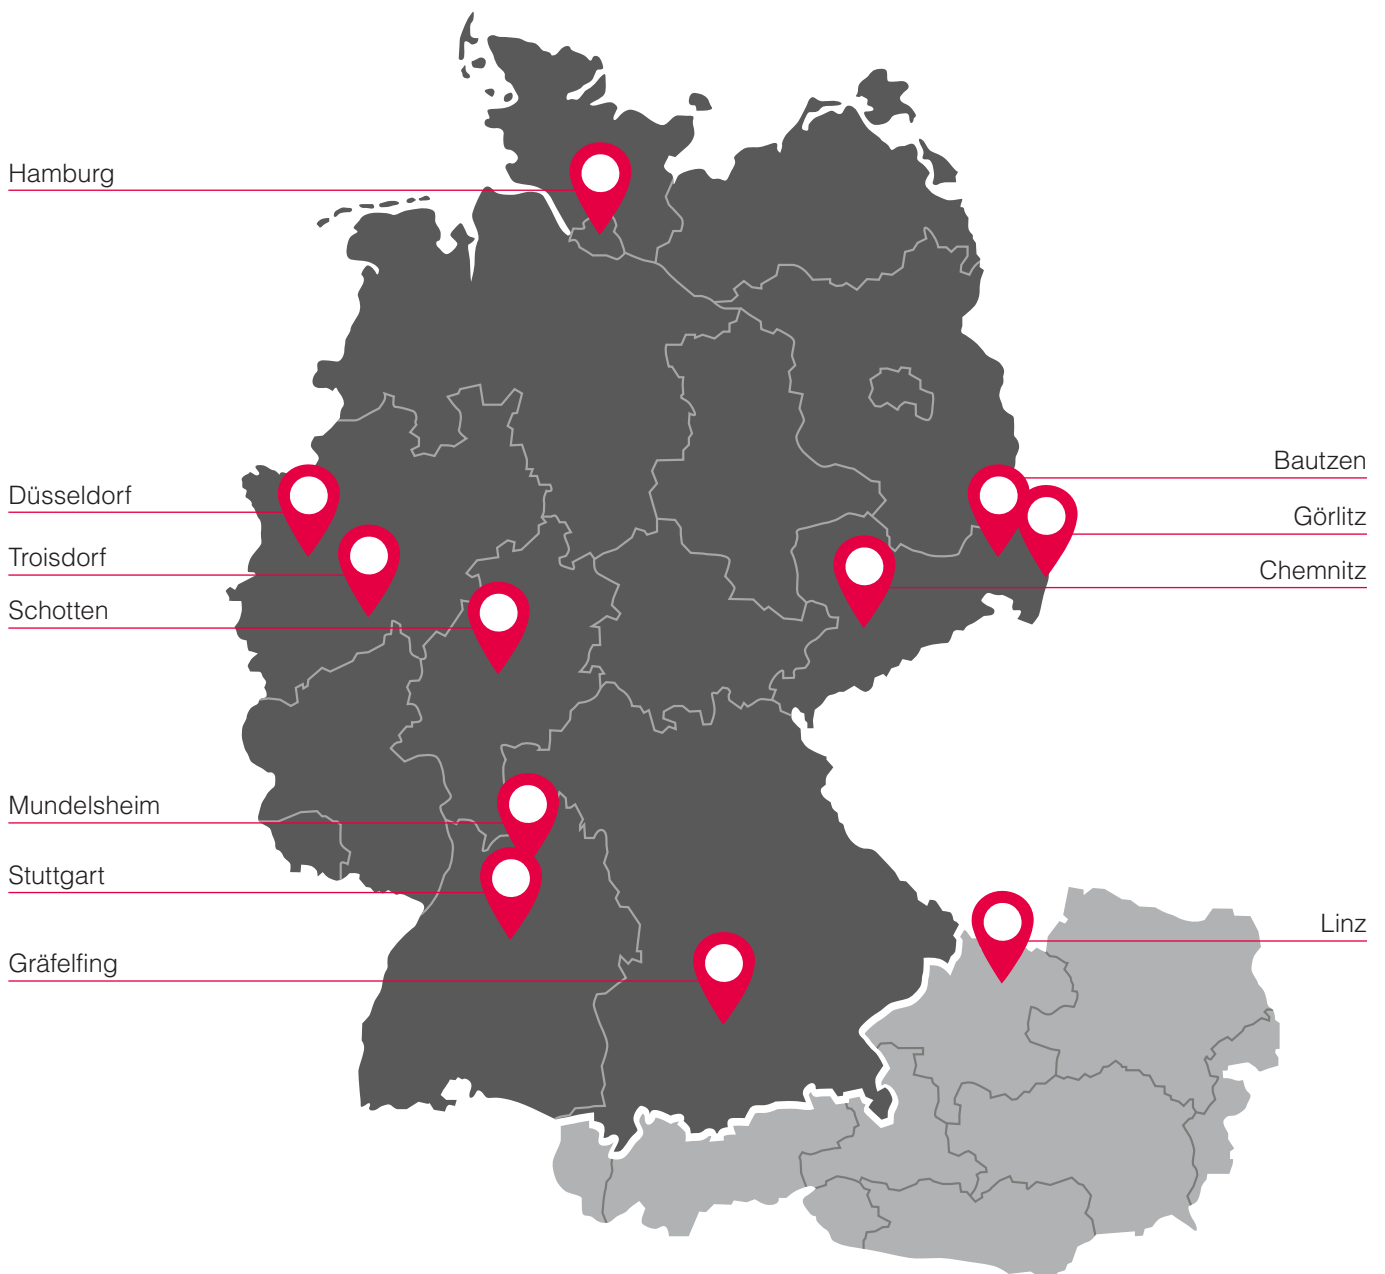 Hamburg
Düsseldorf
Troisdorf
Schotten
Mundelsheim
Stuttgart
Gräfelfing
Bautzen
Görlitz
Chemnitz
Linz